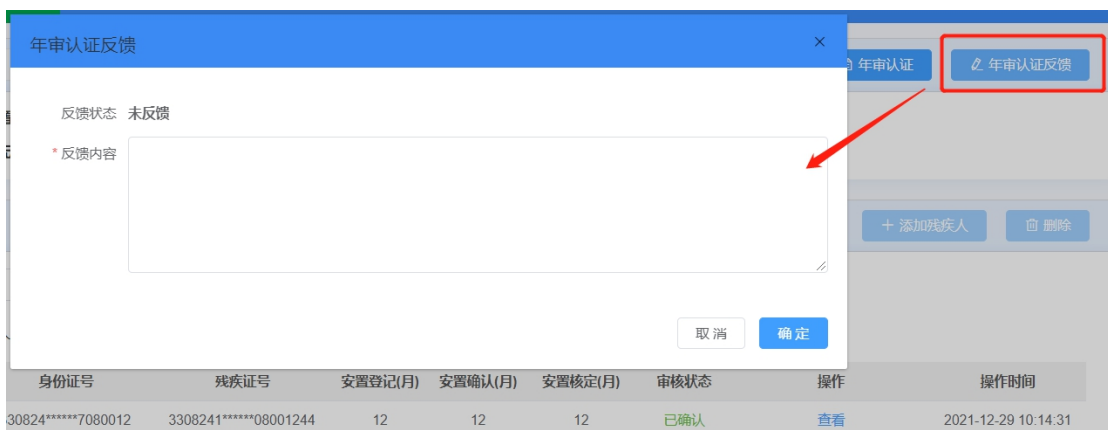 年审认证反馈
年审认证
年审认证反馈
反馈状态 未反馈
* 反馈内容
+ 添加残疾人
删除
取消
确定
身份证号 残疾证号 安置登记(月) 安置确认(月) 安置核定(月) 审核状态 操作 操作时间
330824******7080012 3308241******08001244 12 12 12 已确认 查看 2021-12-29 10:14:31